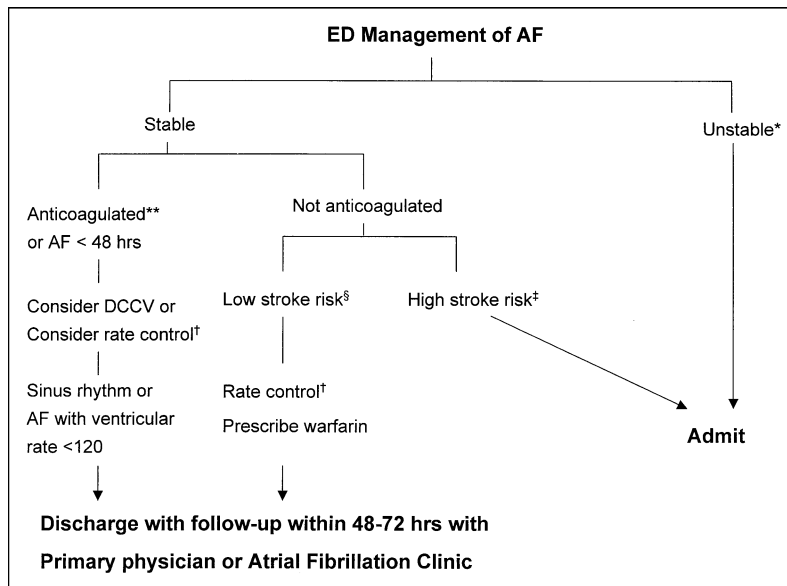 ED Management of AF
Stable
Unstable*
Anticoagulated**
or AF < 48 hrs
Not anticoagulated
Consider DCCV or
Consider rate control†
Low stroke risk§
High stroke risk‡
Sinus rhythm or
AF with ventricular
rate <120
Rate control†
Prescribe warfarin
Admit
Discharge with follow-up within 48-72 hrs with
Primary physician or Atrial Fibrillation Clinic